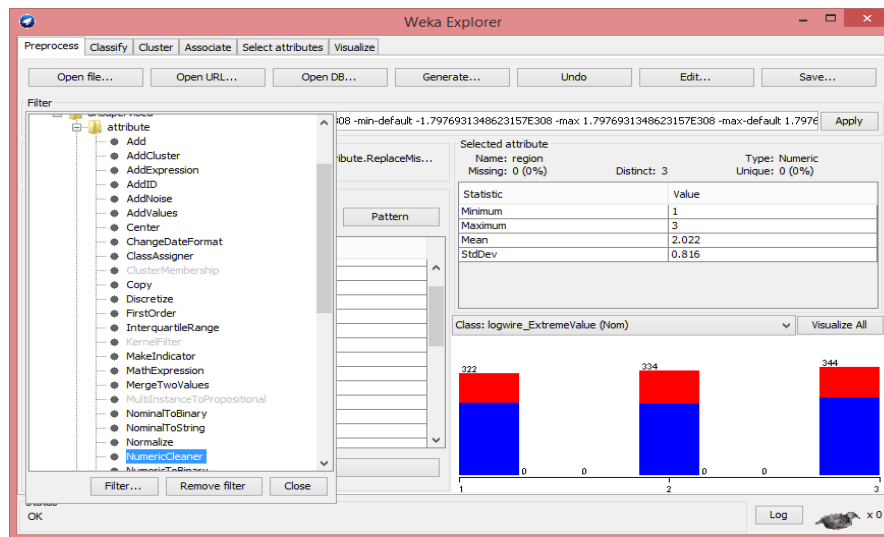 Weka Explorer
Preprocess Classify Cluster Associate Select attributes Visualize
Open file... Open URL... Open DB... Generate... Undo Edit... Save...
Filter
attribute
Add
AddCluster
AddExpression
AddID
AddNoise
AddValues
Center
ChangeDateFormat
ClassAssigner
ClusterMembership
Copy
Discretize
FirstOrder
InterquartileRange
KernelFilter
MakeIndicator
MathExpression
MergeTwoValues
MultiInstanceToPropositional
NominalToBinary
NominalToString
Normalize
NumericCleaner
NumericToBinary
Filter... Remove filter Close
308 -min-default -1.7976931348623157E308 -max 1.7976931348623157E308 -max-default 1.7976 Apply
ribute.ReplaceMis...
Pattern
Selected attribute
Name: region Type: Numeric
Missing: 0 (0%) Distinct: 3 Unique: 0 (0%)
Statistic Value
Minimum 1
Maximum 3
Mean 2.022
StdDev 0.816
Class: logwire_ExtremeValue (Nom) Visualize All
322 334 344
0 0 0 0
1 2 3
Status
OK
Log x 0